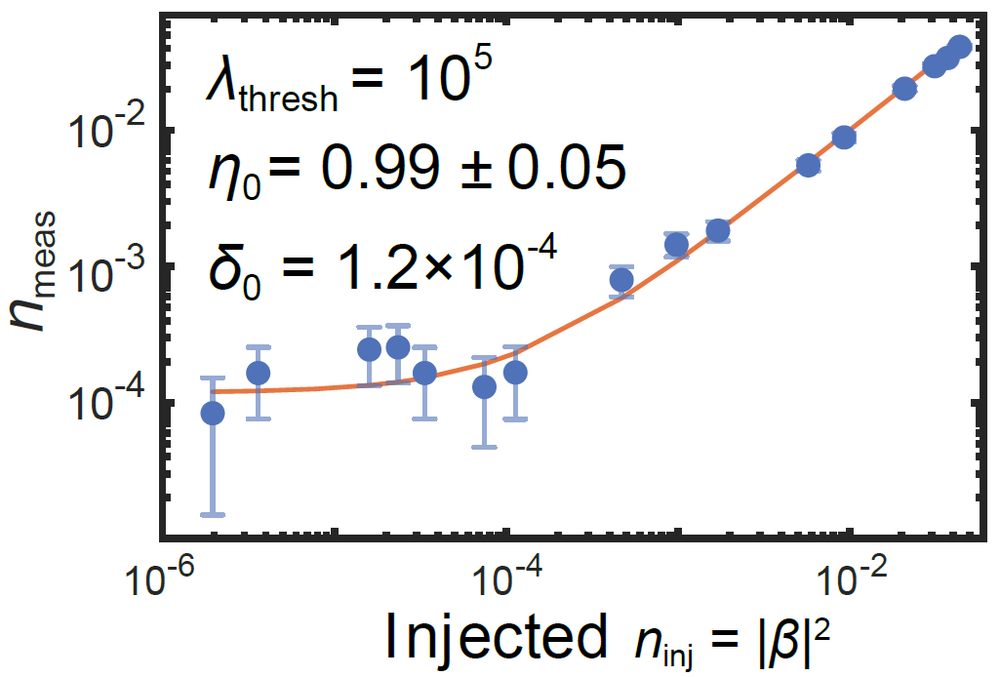 λthresh = 10^5
η0 = 0.99 ± 0.05
δ0 = 1.2×10^-4
nmeas
10^-2
10^-3
10^-4
10^-6 10^-4 10^-2
Injected ninj = |β|^2